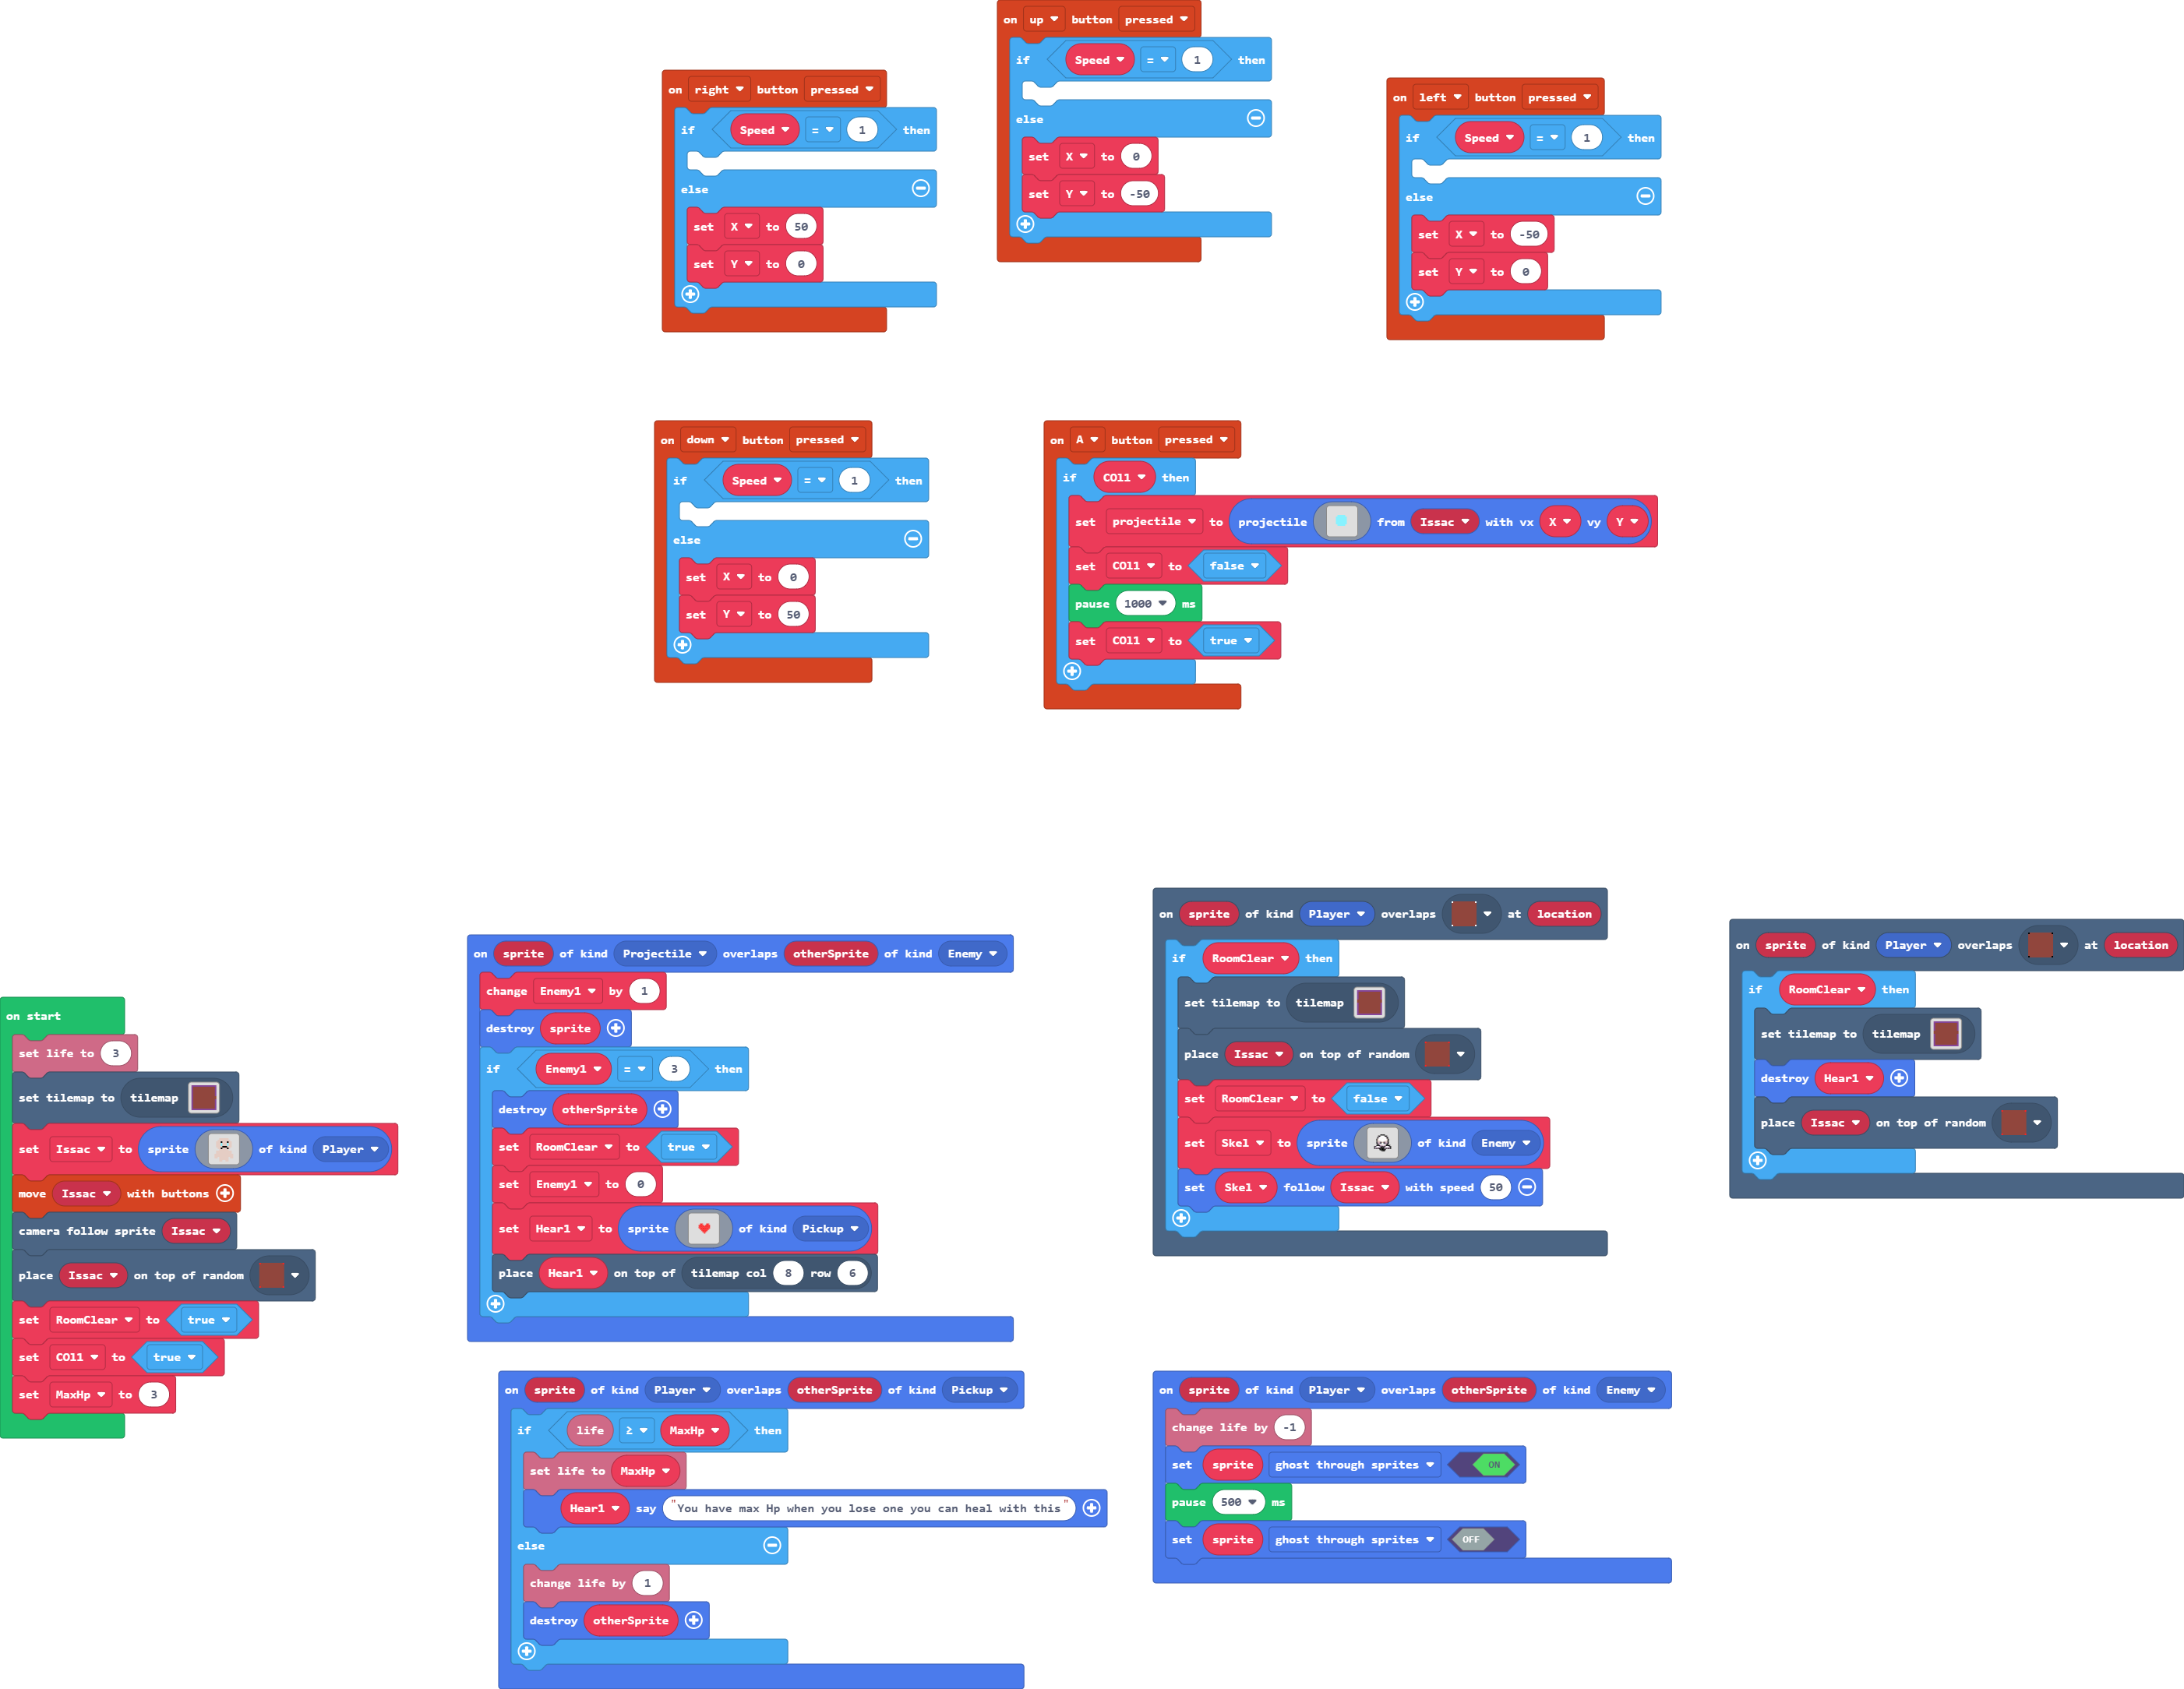 on up button pressed
if Speed = 1 then
else
set X to 0
set Y to -50
on right button pressed
if Speed = 1 then
else
set X to 50
set Y to 0
on left button pressed
if Speed = 1 then
else
set X to -50
set Y to 0
on down button pressed
if Speed = 1 then
else
set X to 0
set Y to 50
on A button pressed
if COl1 then
set projectile to projectile from Issac with vx X vy Y
set COl1 to false
pause 1000 ms
set COl1 to true
on start
set life to 3
set tilemap to tilemap
set Issac to sprite of kind Player
move Issac with buttons
camera follow sprite Issac
place Issac on top of random
set RoomClear to true
set COl1 to true
set MaxHp to 3
on sprite of kind Projectile overlaps otherSprite of kind Enemy
change Enemy1 by 1
destroy sprite
if Enemy1 = 3 then
destroy otherSprite
set RoomClear to true
set Enemy1 to 0
set Hear1 to sprite of kind Pickup
place Hear1 on top of tilemap col 8 row 6
on sprite of kind Player overlaps at location
if RoomClear then
set tilemap to tilemap
place Issac on top of random
set RoomClear to false
set Skel to sprite of kind Enemy
set Skel follow Issac with speed 50
on sprite of kind Player overlaps at location
if RoomClear then
set tilemap to tilemap
destroy Hear1
place Issac on top of random
on sprite of kind Player overlaps otherSprite of kind Pickup
if life ≥ MaxHp then
set life to MaxHp
Hear1 say "You have max Hp when you lose one you can heal with this"
else
change life by 1
destroy otherSprite
on sprite of kind Player overlaps otherSprite of kind Enemy
change life by -1
set sprite ghost through sprites ON
pause 500 ms
set sprite ghost through sprites OFF